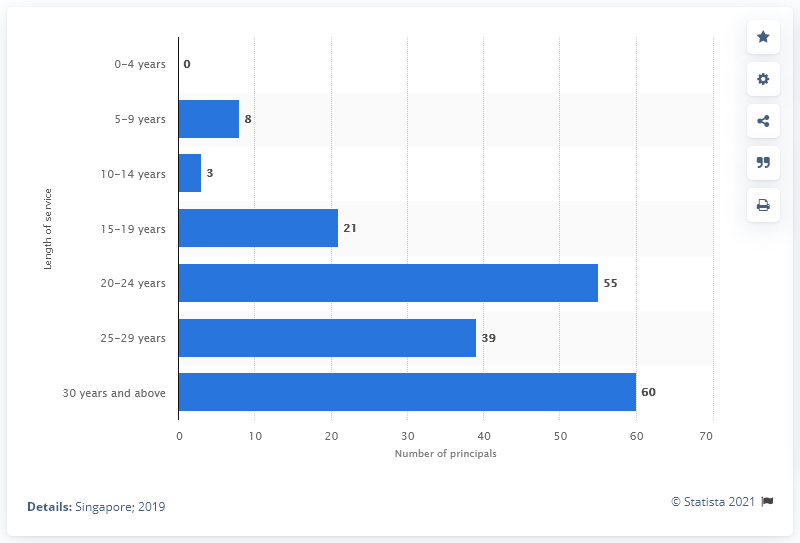 0–4 years
0
5–9 years
8
10–14 years
3
15–19 years
21
20–24 years
55
25–29 years
39
30 years and above
60
Length of service
0 10 20 30 40 50 60 70
Number of principals
Details: Singapore; 2019
© Statista 2021